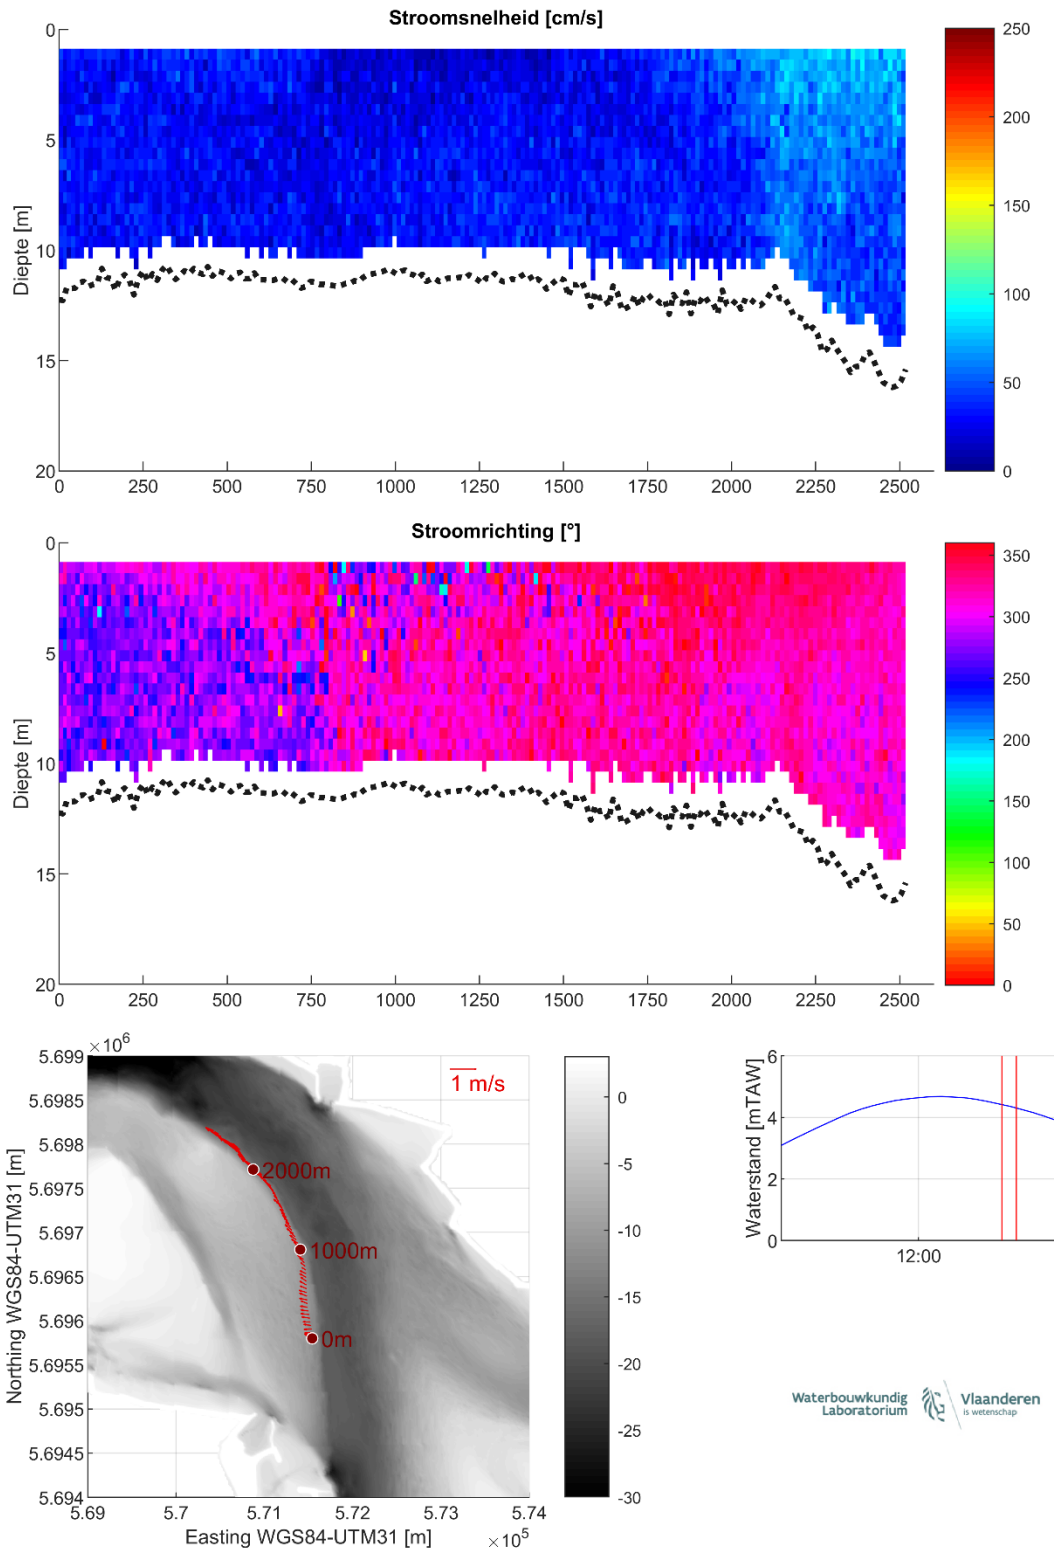 Stroomsnelheid [cm/s]
Diepte [m]
0
5
10
15
20
0 250 500 750 1000 1250 1500 1750 2000 2250 2500
250
200
150
100
50
0
Stroomrichting [°]
Diepte [m]
0
5
10
15
20
0 250 500 750 1000 1250 1500 1750 2000 2250 2500
350
300
250
200
150
100
50
0
×10⁶
Northing WGS84-UTM31 [m]
5.699
5.6985
5.698
5.6975
5.697
5.6965
5.696
5.6955
5.695
5.6945
5.694
1 m/s
2000m
1000m
0m
5.69 5.7 5.71 5.72 5.73 5.74
Easting WGS84-UTM31 [m]
×10⁵
0
-5
-10
-15
-20
-25
-30
Waterstand [mTAW]
6
4
2
0
12:00
Waterbouwkundig
Laboratorium
Vlaanderen
is wetenschap